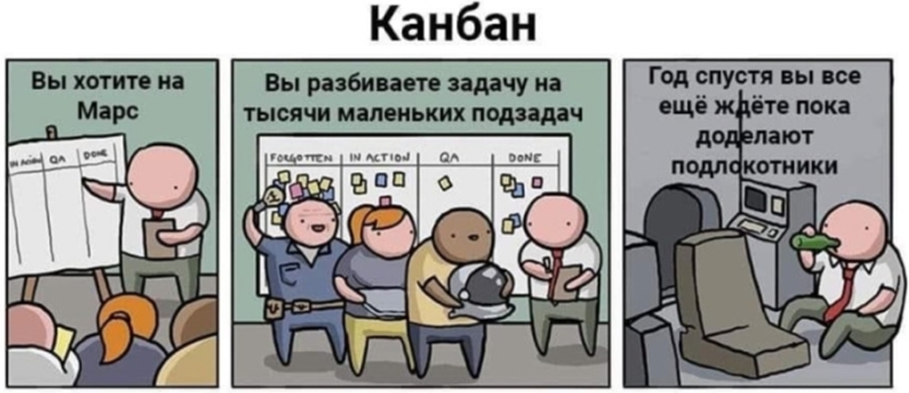 Канбан
Вы хотите на
Марс
IN ACTION QA DONE
Вы разбиваете задачу на
тысячи маленьких подзадач
FORGOTTEN IN ACTION QA DONE
Год спустя вы все
ещё ждёте пока
доделают
подлокотники